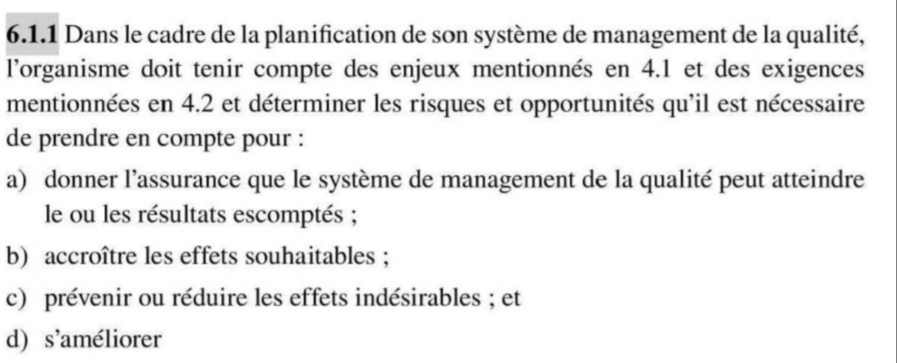 6.1.1 Dans le cadre de la planification de son système de management de la qualité,
l’organisme doit tenir compte des enjeux mentionnés en 4.1 et des exigences
mentionnées en 4.2 et déterminer les risques et opportunités qu’il est nécessaire
de prendre en compte pour :
a) donner l’assurance que le système de management de la qualité peut atteindre
le ou les résultats escomptés ;
b) accroître les effets souhaitables ;
c) prévenir ou réduire les effets indésirables ; et
d) s’améliorer